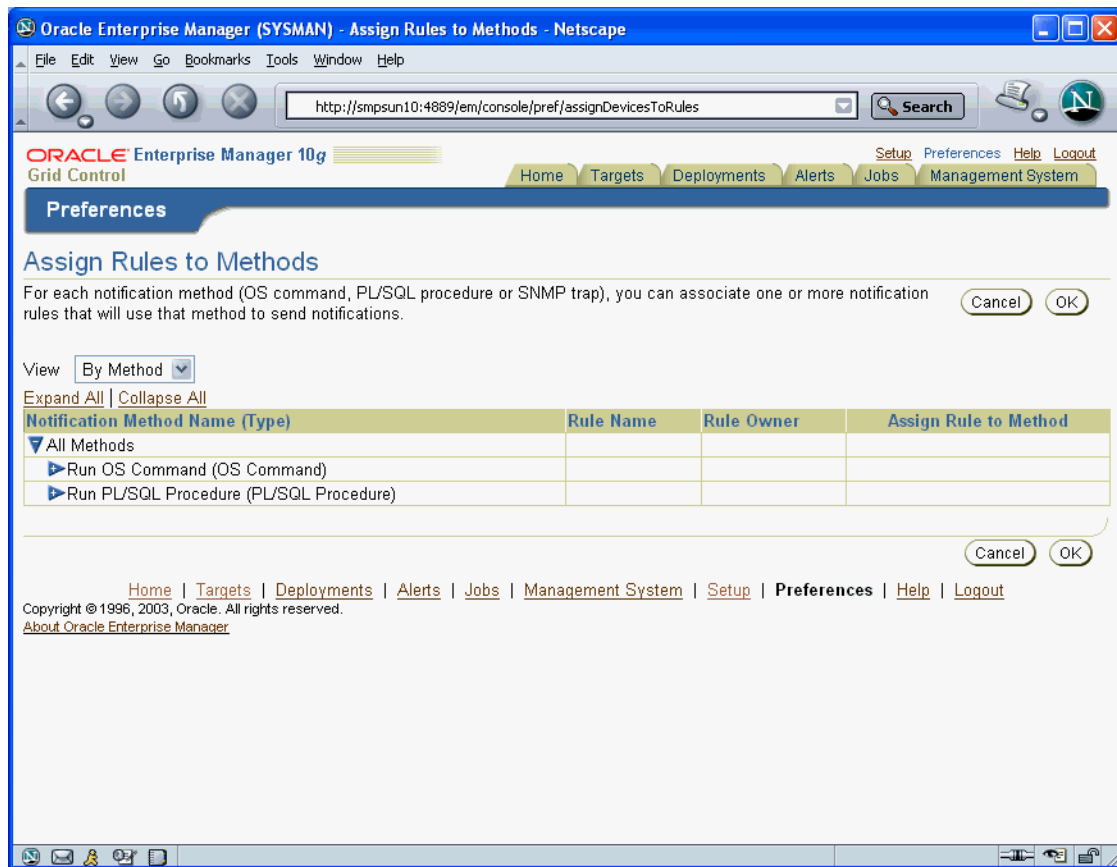 Oracle Enterprise Manager (SYSMAN) - Assign Rules to Methods - Netscape
File Edit View Go Bookmarks Tools Window Help
http://smpsun10:4889/em/console/pref/assignDevicesToRules Search N
ORACLE Enterprise Manager 10g Setup Preferences Help Logout
Grid Control Home Targets Deployments Alerts Jobs Management System
Preferences
Assign Rules to Methods
For each notification method (OS command, PL/SQL procedure or SNMP trap), you can associate one or more notification
rules that will use that method to send notifications.
Cancel OK
View By Method
Expand All | Collapse All
Notification Method Name (Type) Rule Name Rule Owner Assign Rule to Method
All Methods
Run OS Command (OS Command)
Run PL/SQL Procedure (PL/SQL Procedure)
Cancel OK
Home | Targets | Deployments | Alerts | Jobs | Management System | Setup | Preferences | Help | Logout
Copyright © 1996, 2003, Oracle. All rights reserved.
About Oracle Enterprise Manager